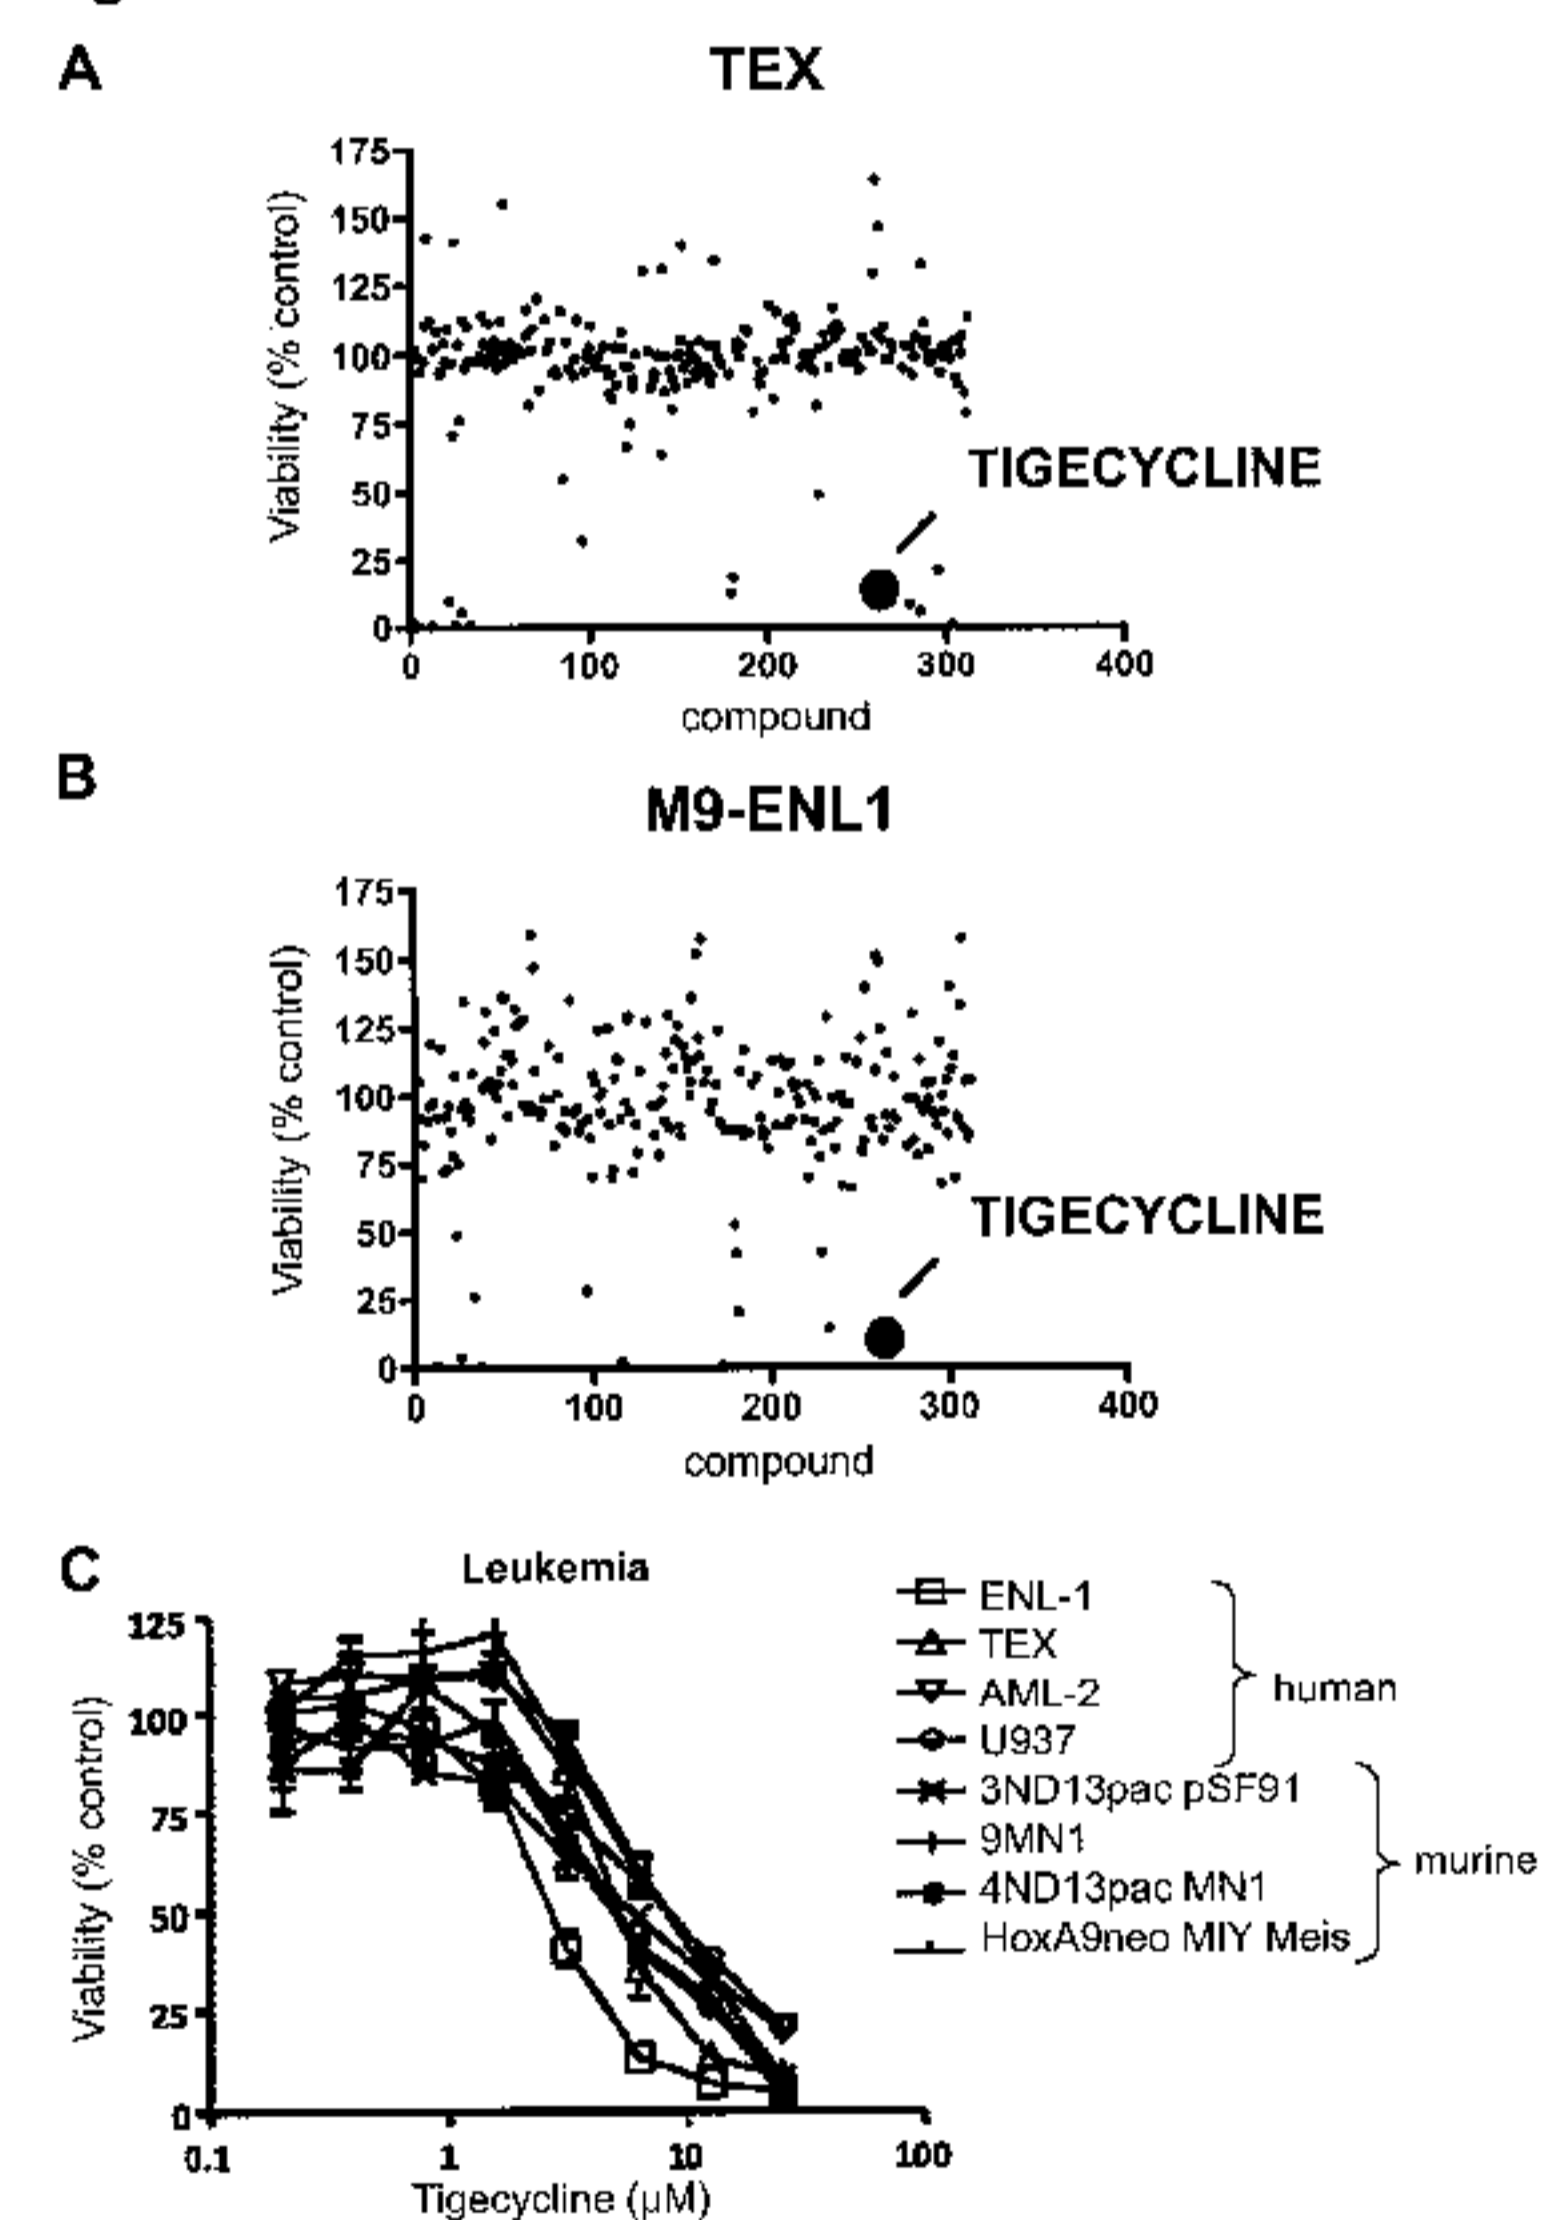 A
TEX
175
150
125
100
75
50
25
0
Viability (% control)
TIGECYCLINE
0 100 200 300 400
compound
B
M9-ENL1
175
150
125
100
75
50
25
0
Viability (% control)
TIGECYCLINE
0 100 200 300 400
compound
C
Leukemia
125
100
75
50
25
0
Viability (% control)
0.1 1 10 100
Tigecycline (µM)
ENL-1
TEX
AML-2
U937
human
3ND13pac pSF91
9MN1
4ND13pac MN1
HoxA9neo MIY Meis
murine